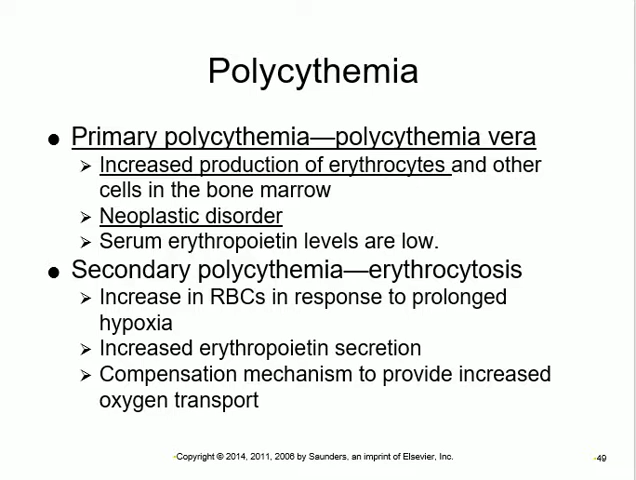 Polycythemia
● Primary polycythemia—polycythemia vera
➢ Increased production of erythrocytes and other
cells in the bone marrow
➢ Neoplastic disorder
➢ Serum erythropoietin levels are low.
● Secondary polycythemia—erythrocytosis
➢ Increase in RBCs in response to prolonged
hypoxia
➢ Increased erythropoietin secretion
➢ Compensation mechanism to provide increased
oxygen transport
Copyright © 2014, 2011, 2006 by Saunders, an imprint of Elsevier, Inc.
49